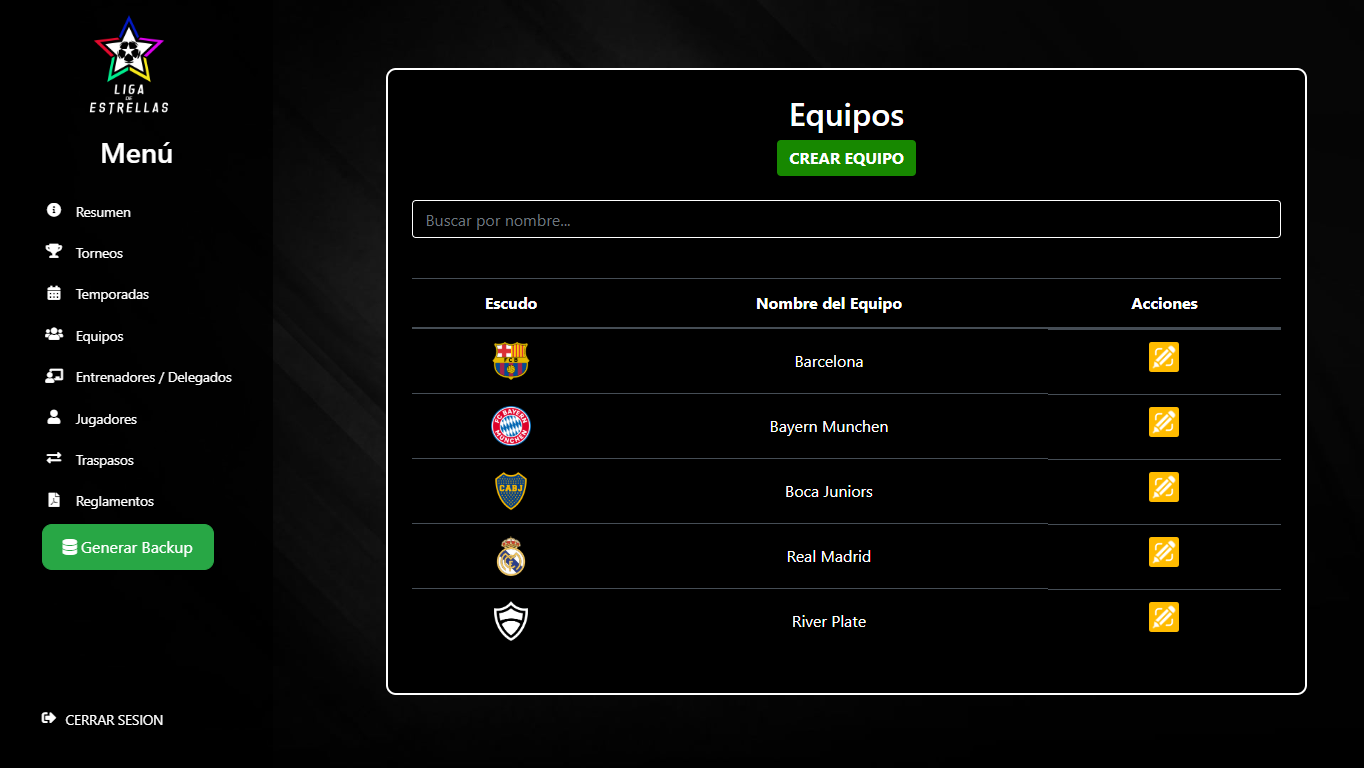 LIGA
DE
ESTRELLAS
Menú
Resumen
Torneos
Temporadas
Equipos
Entrenadores / Delegados
Jugadores
Traspasos
Reglamentos
Generar Backup
CERRAR SESION
Equipos
CREAR EQUIPO
Buscar por nombre...
Escudo Nombre del Equipo Acciones
FCB Barcelona
FC BAYERN MÜNCHEN Bayern Munchen
CABJ Boca Juniors
Real Madrid
River Plate